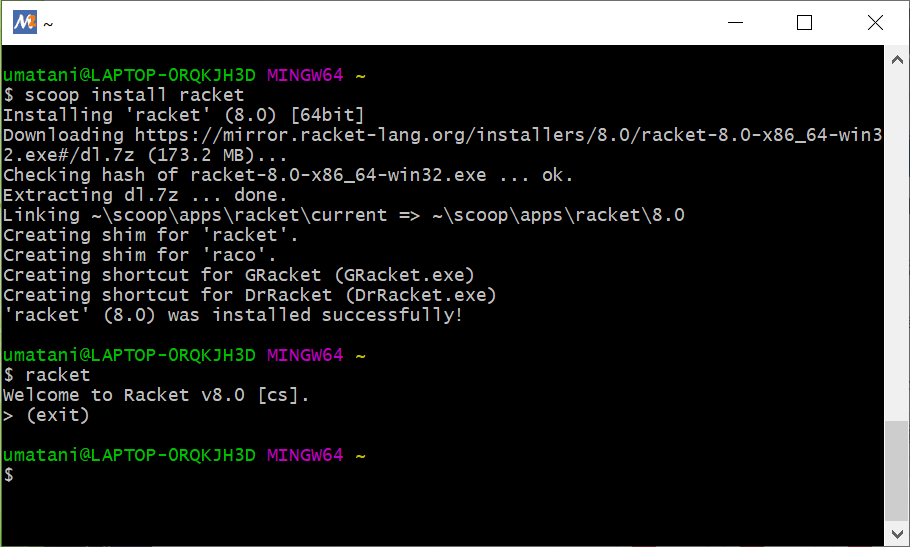 ~
umatani@LAPTOP-0RQKJH3D MINGW64 ~
$ scoop install racket
Installing 'racket' (8.0) [64bit]
Downloading https://mirror.racket-lang.org/installers/8.0/racket-8.0-x86_64-win3
2.exe#/dl.7z (173.2 MB)...
Checking hash of racket-8.0-x86_64-win32.exe ... ok.
Extracting dl.7z ... done.
Linking ~\scoop\apps\racket\current => ~\scoop\apps\racket\8.0
Creating shim for 'racket'.
Creating shim for 'raco'.
Creating shortcut for GRacket (GRacket.exe)
Creating shortcut for DrRacket (DrRacket.exe)
'racket' (8.0) was installed successfully!
umatani@LAPTOP-0RQKJH3D MINGW64 ~
$ racket
Welcome to Racket v8.0 [cs].
> (exit)
umatani@LAPTOP-0RQKJH3D MINGW64 ~
$